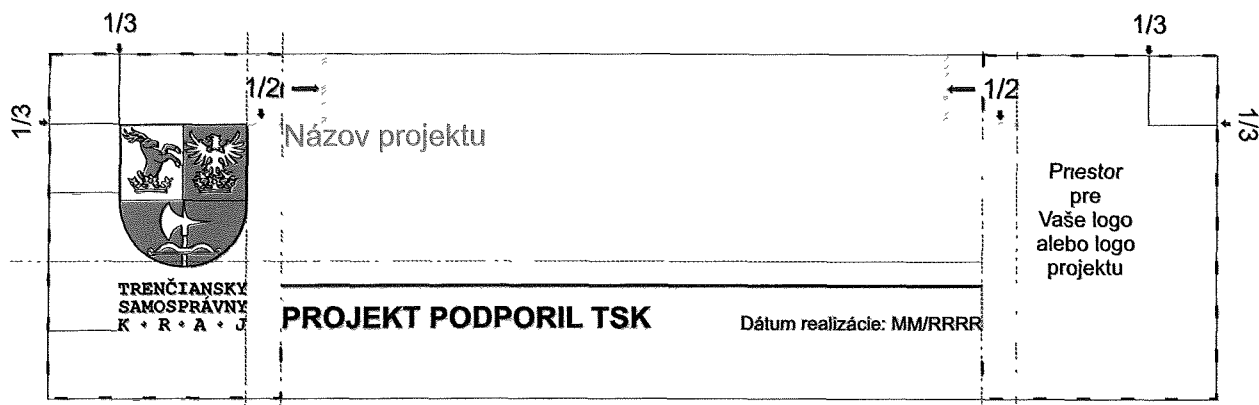 1/3
1/3
1/2
1/2
1/3
1/3
Názov projektu
Priestor
pre
Vaše logo
alebo logo
projektu
TRENČIANSKY
SAMOSPRÁVNY
K • R • A • J
PROJEKT PODPORIL TSK
Dátum realizácie: MM/RRRR